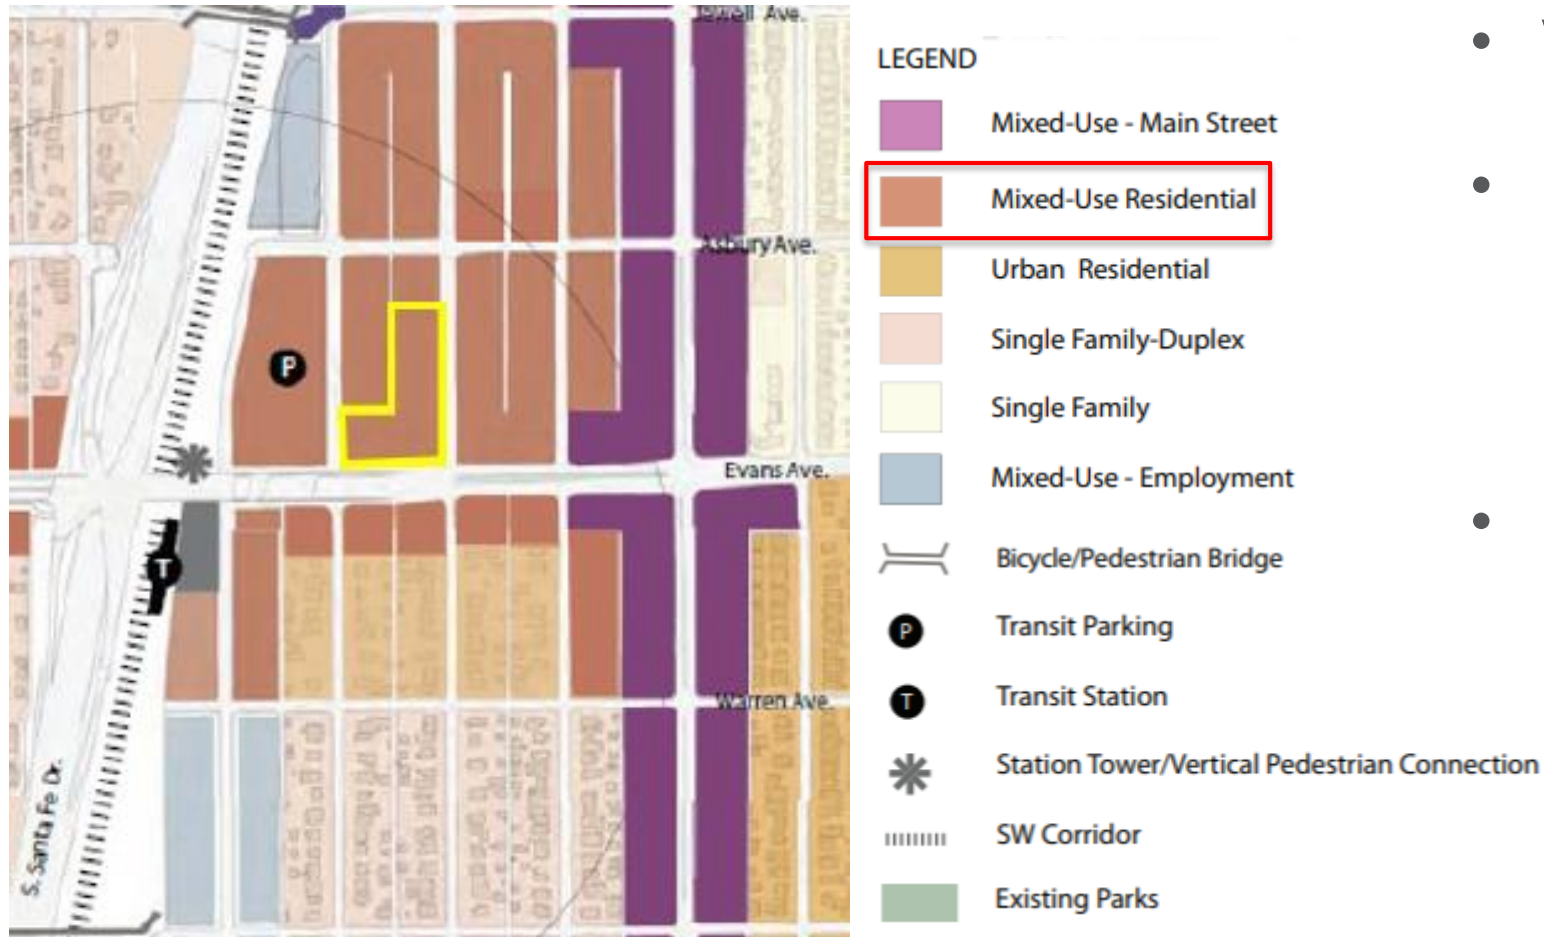 Jewell Ave.
Asbury Ave.
P
Evans Ave.
T
Warren Ave.
S. Santa Fe Dr.
LEGEND
Mixed-Use - Main Street
Mixed-Use Residential
Urban Residential
Single Family-Duplex
Single Family
Mixed-Use - Employment
Bicycle/Pedestrian Bridge
P Transit Parking
T Transit Station
Station Tower/Vertical Pedestrian Connection
SW Corridor
Existing Parks